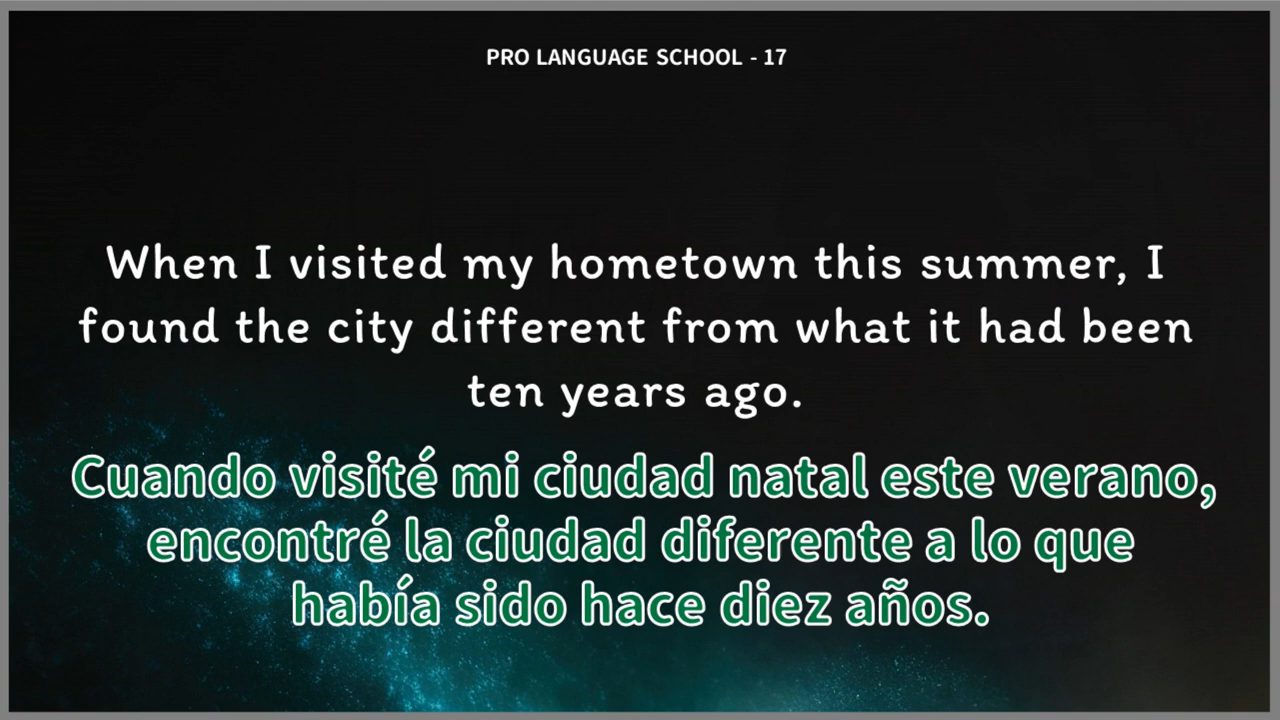 PRO LANGUAGE SCHOOL - 17
When I visited my hometown this summer, I
found the city different from what it had been
ten years ago.
Cuando visité mi ciudad natal este verano,
encontré la ciudad diferente a lo que
había sido hace diez años.